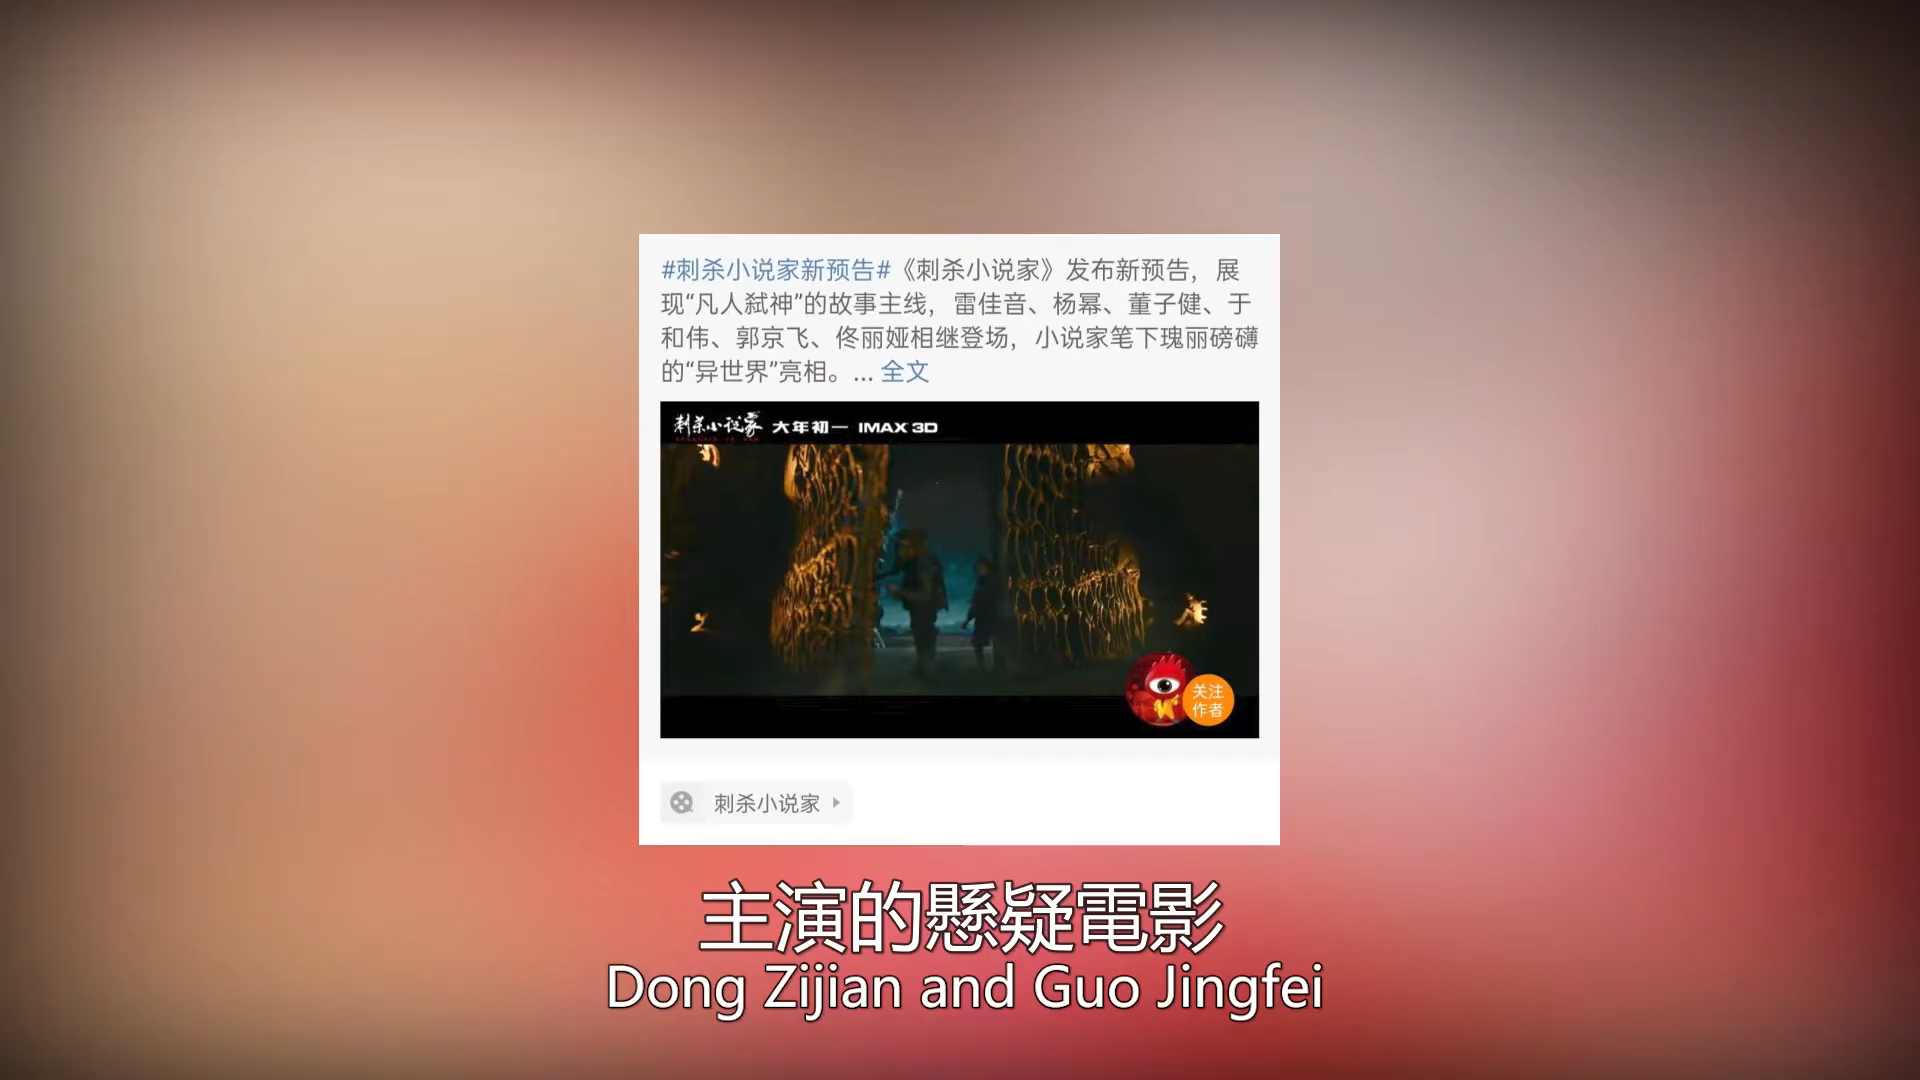 #刺杀小说家新预告#《刺杀小说家》发布新预告，展
现“凡人弑神”的故事主线，雷佳音、杨幂、董子健、于
和伟、郭京飞、佟丽娅相继登场，小说家笔下瑰丽磅礴
的“异世界”亮相。... 全文
刺杀小说家 大年初一 IMAX 3D
关注
作者
刺杀小说家
主演的懸疑電影
Dong Zijian and Guo Jingfei